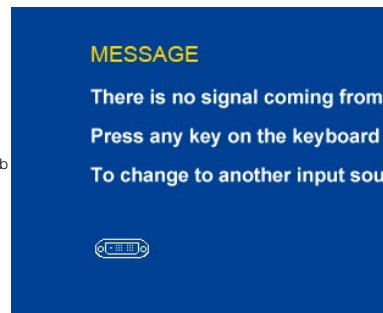 MESSAGE
There is no signal coming from
Press any key on the keyboard
b
To change to another input sou